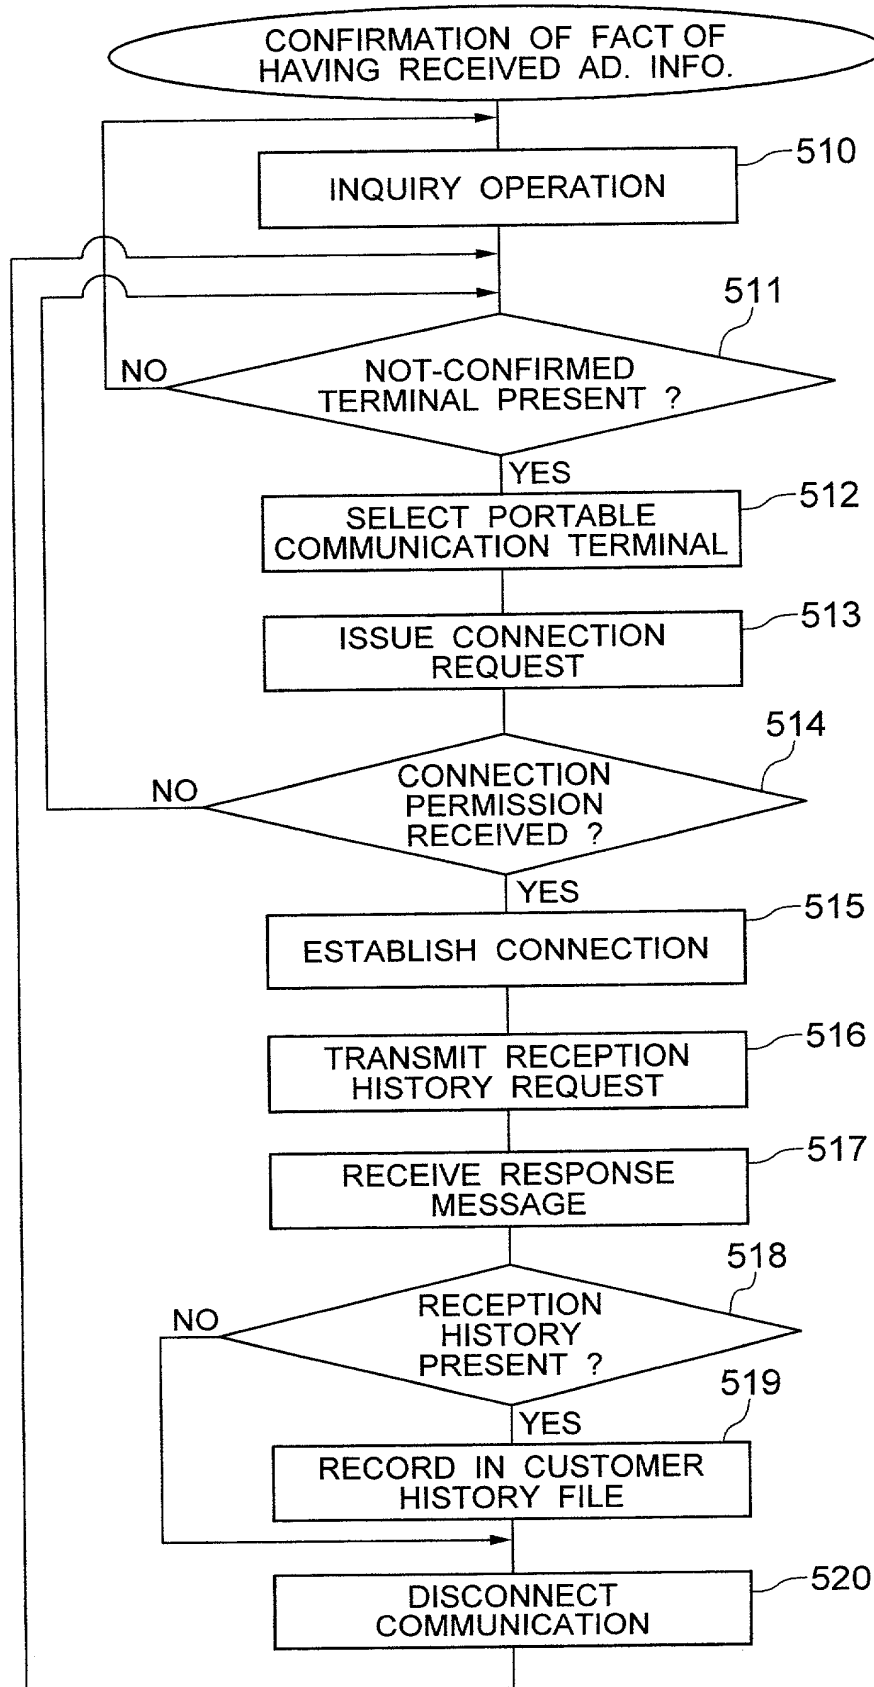 CONFIRMATION OF FACT OF
HAVING RECEIVED AD. INFO.
510
INQUIRY OPERATION
511
NO
NOT-CONFIRMED
TERMINAL PRESENT ?
YES
512
SELECT PORTABLE
COMMUNICATION TERMINAL
513
ISSUE CONNECTION
REQUEST
514
NO
CONNECTION
PERMISSION
RECEIVED ?
YES
515
ESTABLISH CONNECTION
516
TRANSMIT RECEPTION
HISTORY REQUEST
517
RECEIVE RESPONSE
MESSAGE
518
NO
RECEPTION
HISTORY
PRESENT ?
519
YES
RECORD IN CUSTOMER
HISTORY FILE
520
DISCONNECT
COMMUNICATION